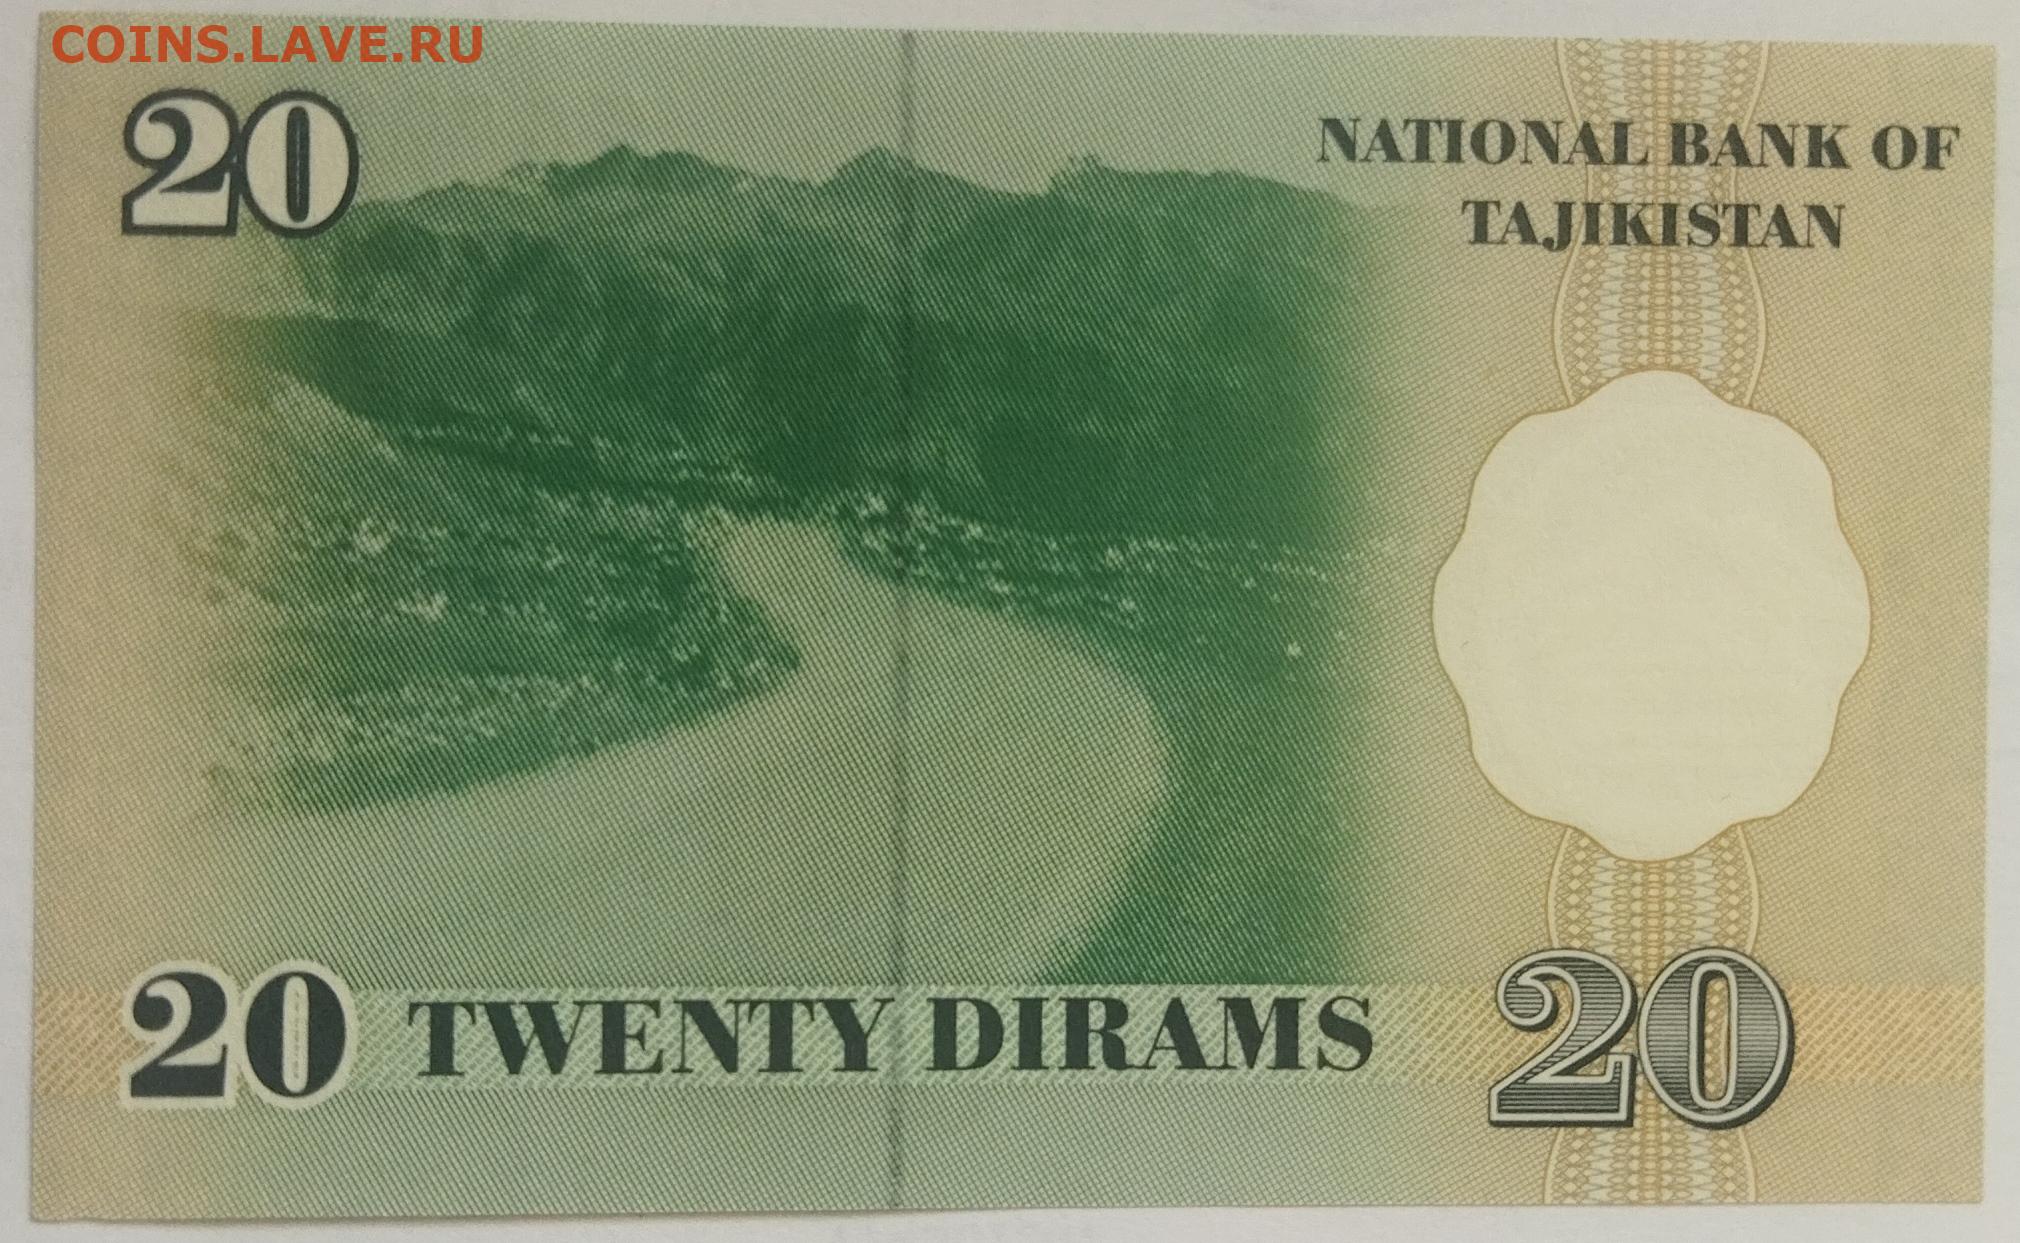 COINS.LAVE.RU
20
NATIONAL BANK OF
TAJIKISTAN
20 TWENTY DIRAMS 20